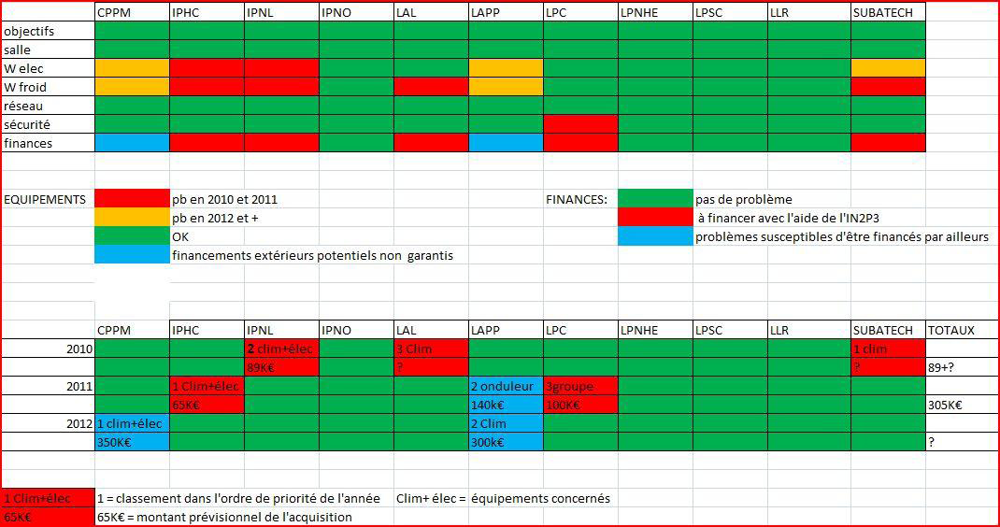 CPPM IPHC IPNL IPNO LAL LAPP LPC LPNHE LPSC LLR SUBATECH
objectifs
salle
W elec
W froid
réseau
sécurité
finances
EQUIPEMENTS pb en 2010 et 2011 FINANCES: pas de problème
pb en 2012 et + à financer avec l'aide de l'IN2P3
OK problèmes susceptibles d'être financés par ailleurs
financements extérieurs potentiels non garantis
CPPM IPHC IPNL IPNO LAL LAPP LPC LPNHE LPSC LLR SUBATECH TOTAUX
2010 2 clim+élec 3 Clim 1 clim
89K€ ? ? 89+?
2011 1 Clim+élec 2 onduleur 3groupe
65K€ 140k€ 100K€ 305K€
2012 1 clim+élec 2 Clim
350K€ 300k€ ?
1 Clim+élec 1 = classement dans l'ordre de priorité de l'année Clim+ élec = équipements concernés
65K€ 65K€ = montant prévisionnel de l'acquisition